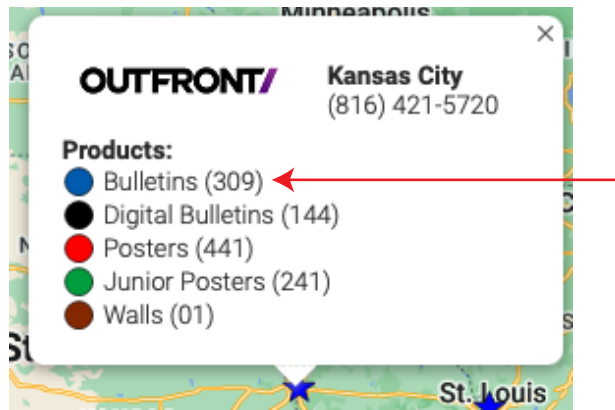 Minneapolis
OUTFRONT/
Kansas City
(816) 421-5720
Products:
Bulletins (309)
Digital Bulletins (144)
Posters (441)
Junior Posters (241)
Walls (01)
St. Louis